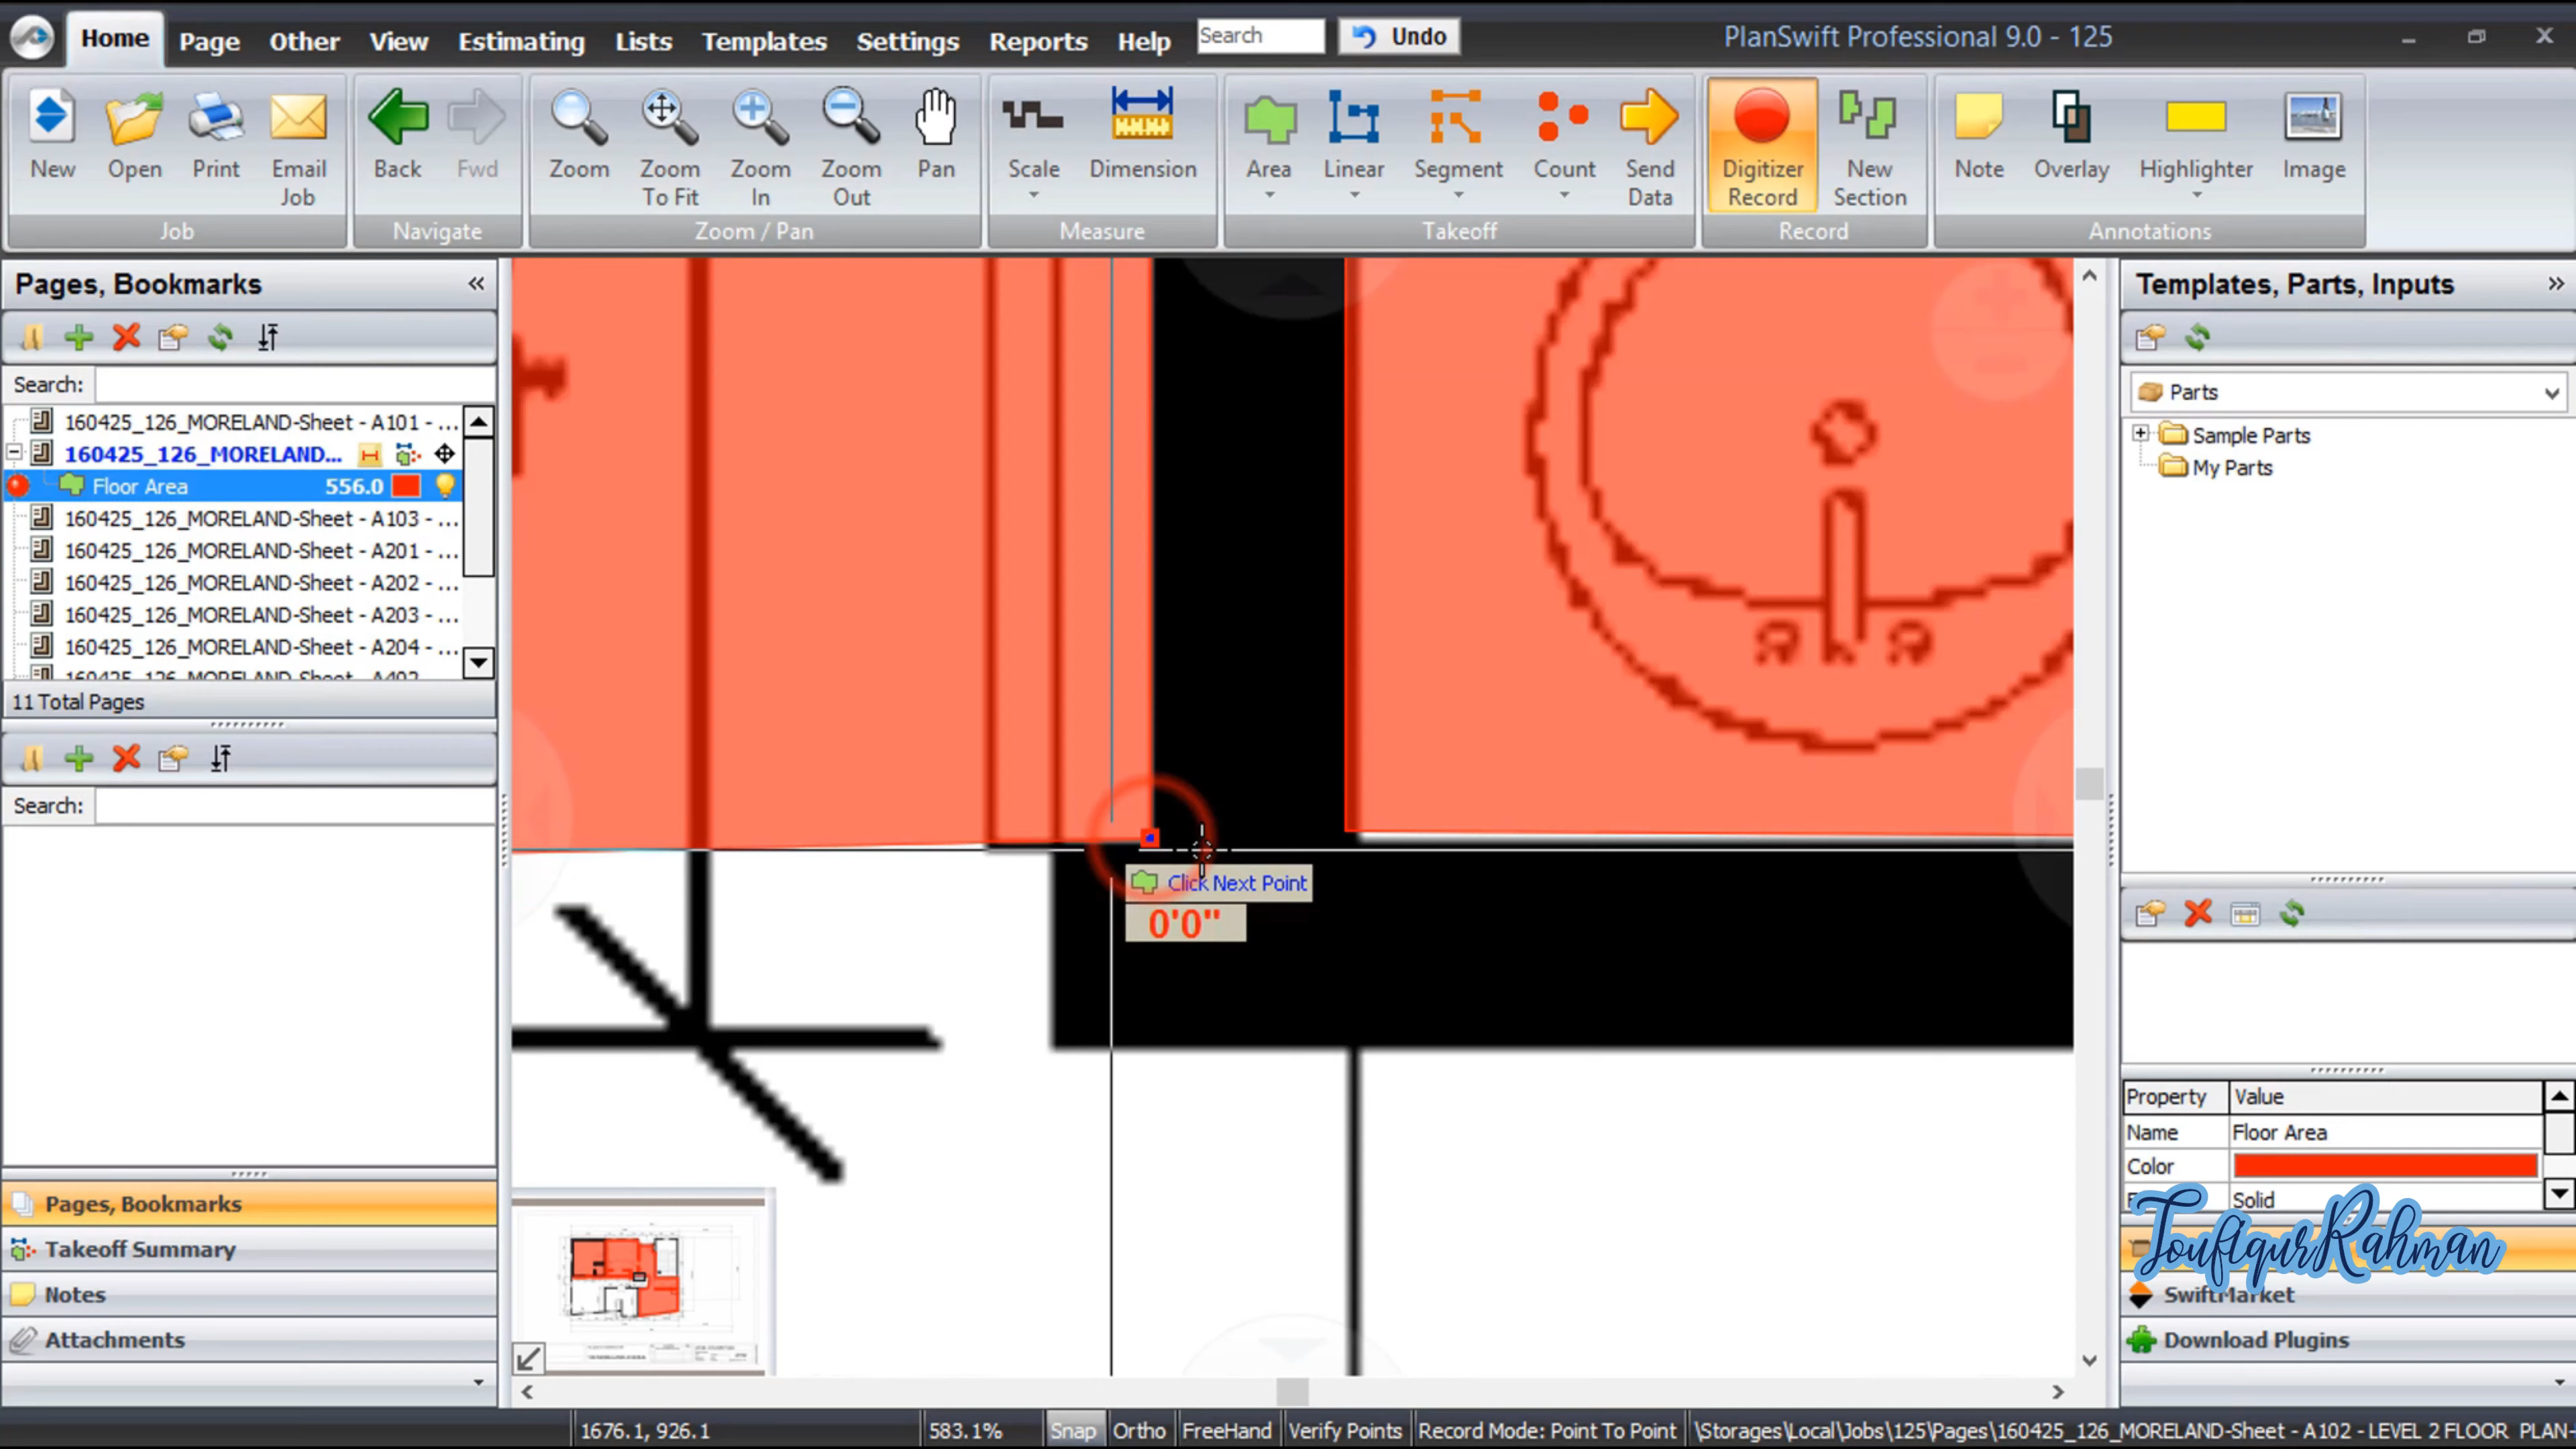 Home Page Other View Estimating Lists Templates Settings Reports Help Search Undo PlanSwift Professional 9.0 - 125
New Open Print Email Job Back Fwd Zoom Zoom To Fit Zoom In Zoom Out Pan Scale Dimension Area Linear Segment Count Send Data Digitizer Record New Section Note Overlay Highlighter Image
Job Navigate Zoom / Pan Measure Takeoff Record Annotations
Pages, Bookmarks
Search:
160425_126_MORELAND-Sheet - A101 - ...
160425_126_MORELAND...
Floor Area 556.0
160425_126_MORELAND-Sheet - A103 - ...
160425_126_MORELAND-Sheet - A201 - ...
160425_126_MORELAND-Sheet - A202 - ...
160425_126_MORELAND-Sheet - A203 - ...
160425_126_MORELAND-Sheet - A204 - ...
11 Total Pages
Search:
Pages, Bookmarks
Takeoff Summary
Notes
Attachments
Click Next Point
0'0"
Templates, Parts, Inputs
Parts
Sample Parts
My Parts
Property Value
Name Floor Area
Color
Solid
ToufiqurRahman
SwiftMarket
Download Plugins
1676.1, 926.1 583.1% Snap Ortho FreeHand Verify Points Record Mode: Point To Point \Storages\Local\Jobs\125\Pages\160425_126_MORELAND-Sheet - A102 - LEVEL 2 FLOOR PLAN-